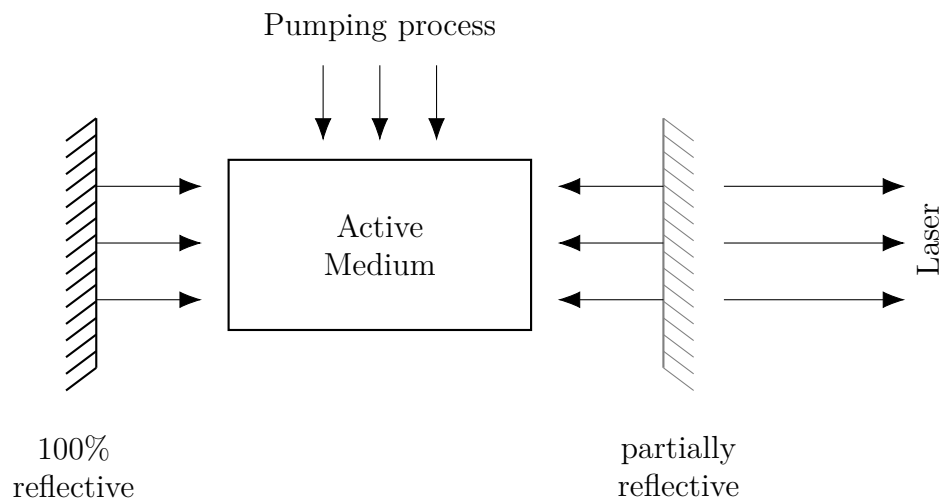 Pumping process
Active
Medium
Laser
100%
reflective
partially
reflective